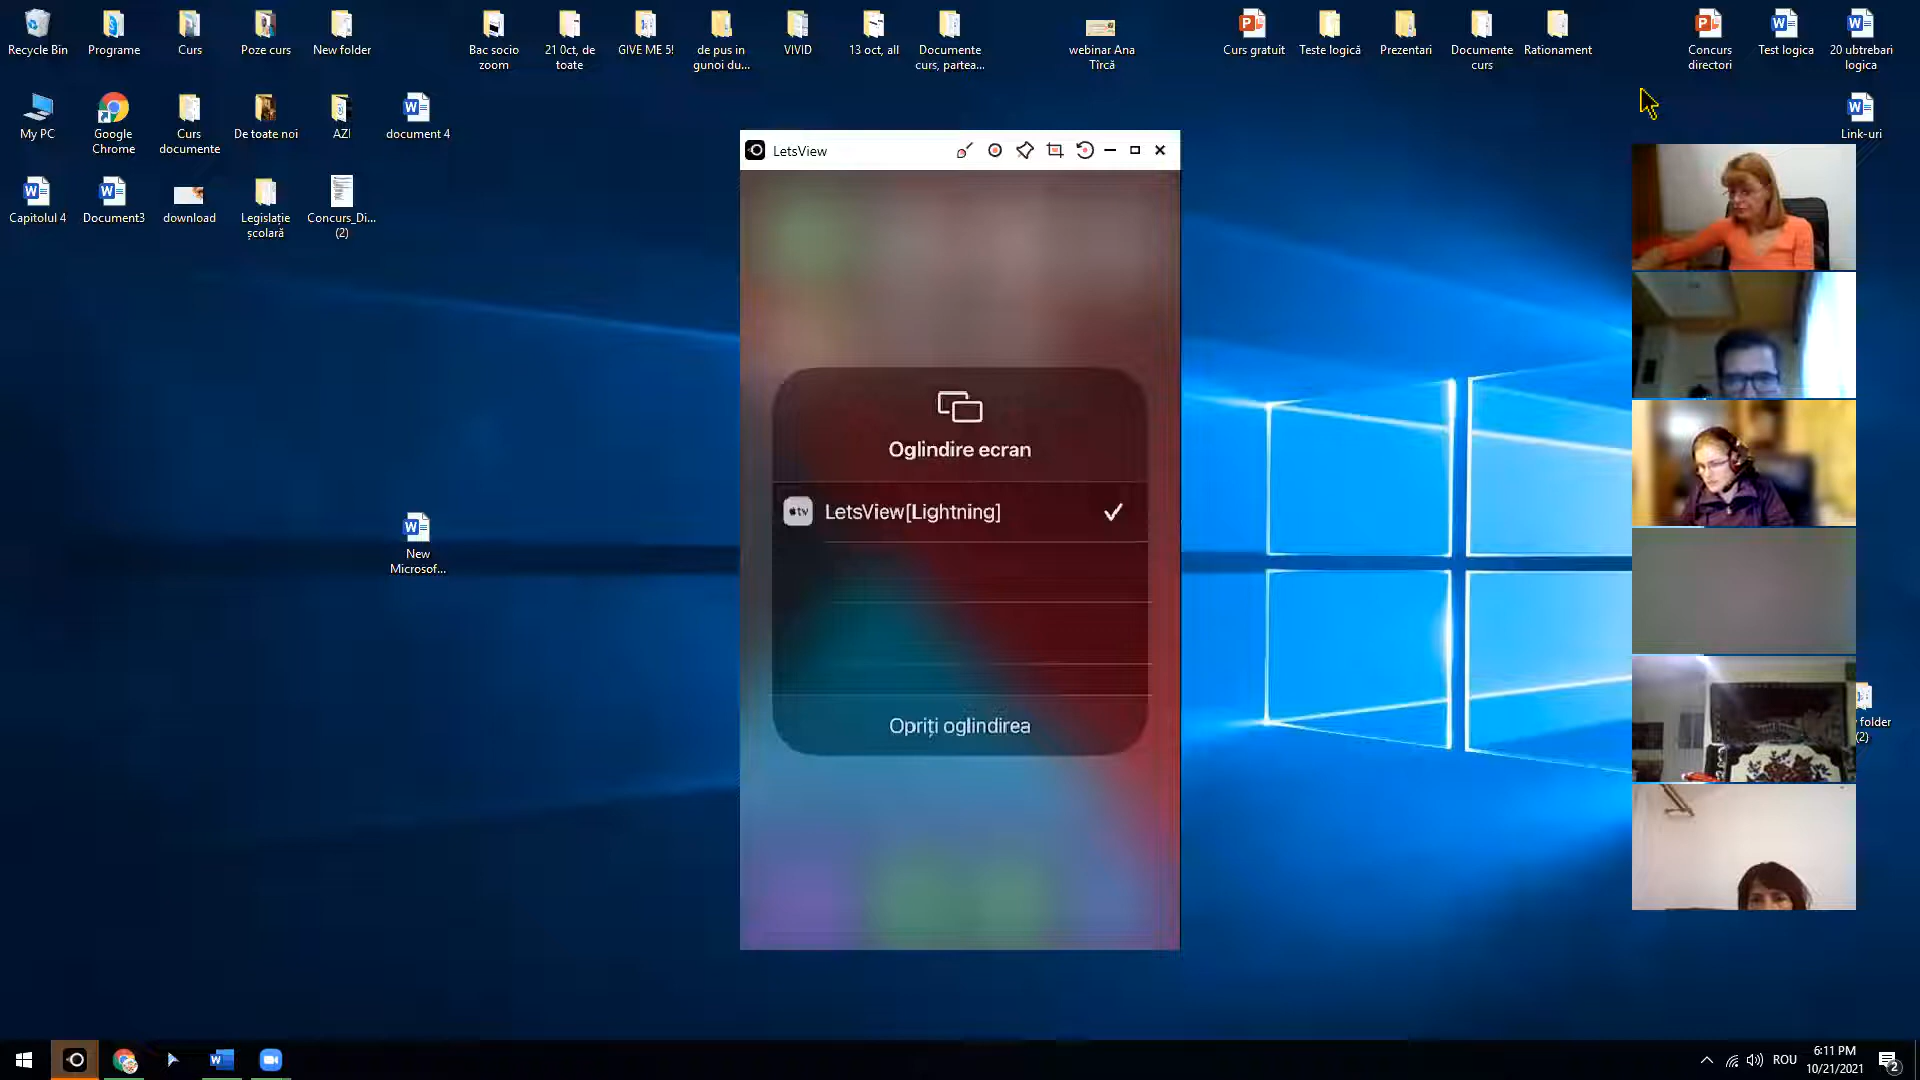 Recycle Bin
Programe
Curs
Poze curs
New folder
Bac socio
zoom
21 0ct, de
toate
GIVE ME 5!
de pus in
gunoi du...
VIVID
13 oct, all
Documente
curs, partea...
webinar Ana
Tîrcă
Curs gratuit
Teste logică
Prezentari
Documente
curs
Rationament
Concurs
directori
Test logica
20 ubtrebari
logica
My PC
Google
Chrome
Curs
documente
De toate noi
AZI
document 4
Link-uri
Capitolul 4
Document3
download
Legislație
școlară
Concurs_Di...
(2)
New
Microsof...
LetsView
Oglindire ecran
tv
LetsView[Lightning]
Opriți oglindirea
folder
(2)
ROU
6:11 PM
10/21/2021
2